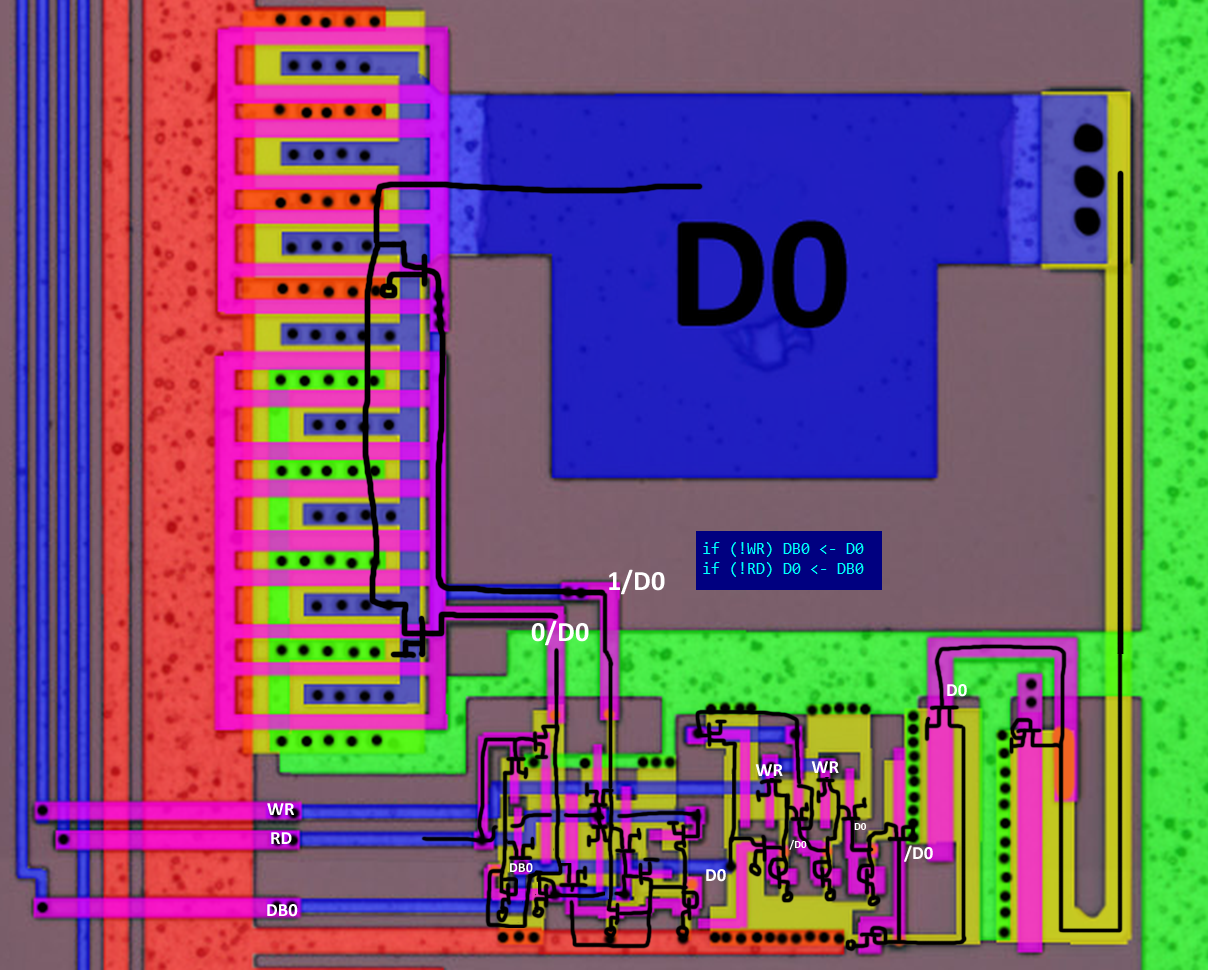 D0
if (!WR) DB0 <- D0
if (!RD) D0 <- DB0
1/D0
0/D0
D0
WR WR
WR
D0
RD
/D0 /D0
DB0 D0
DB0